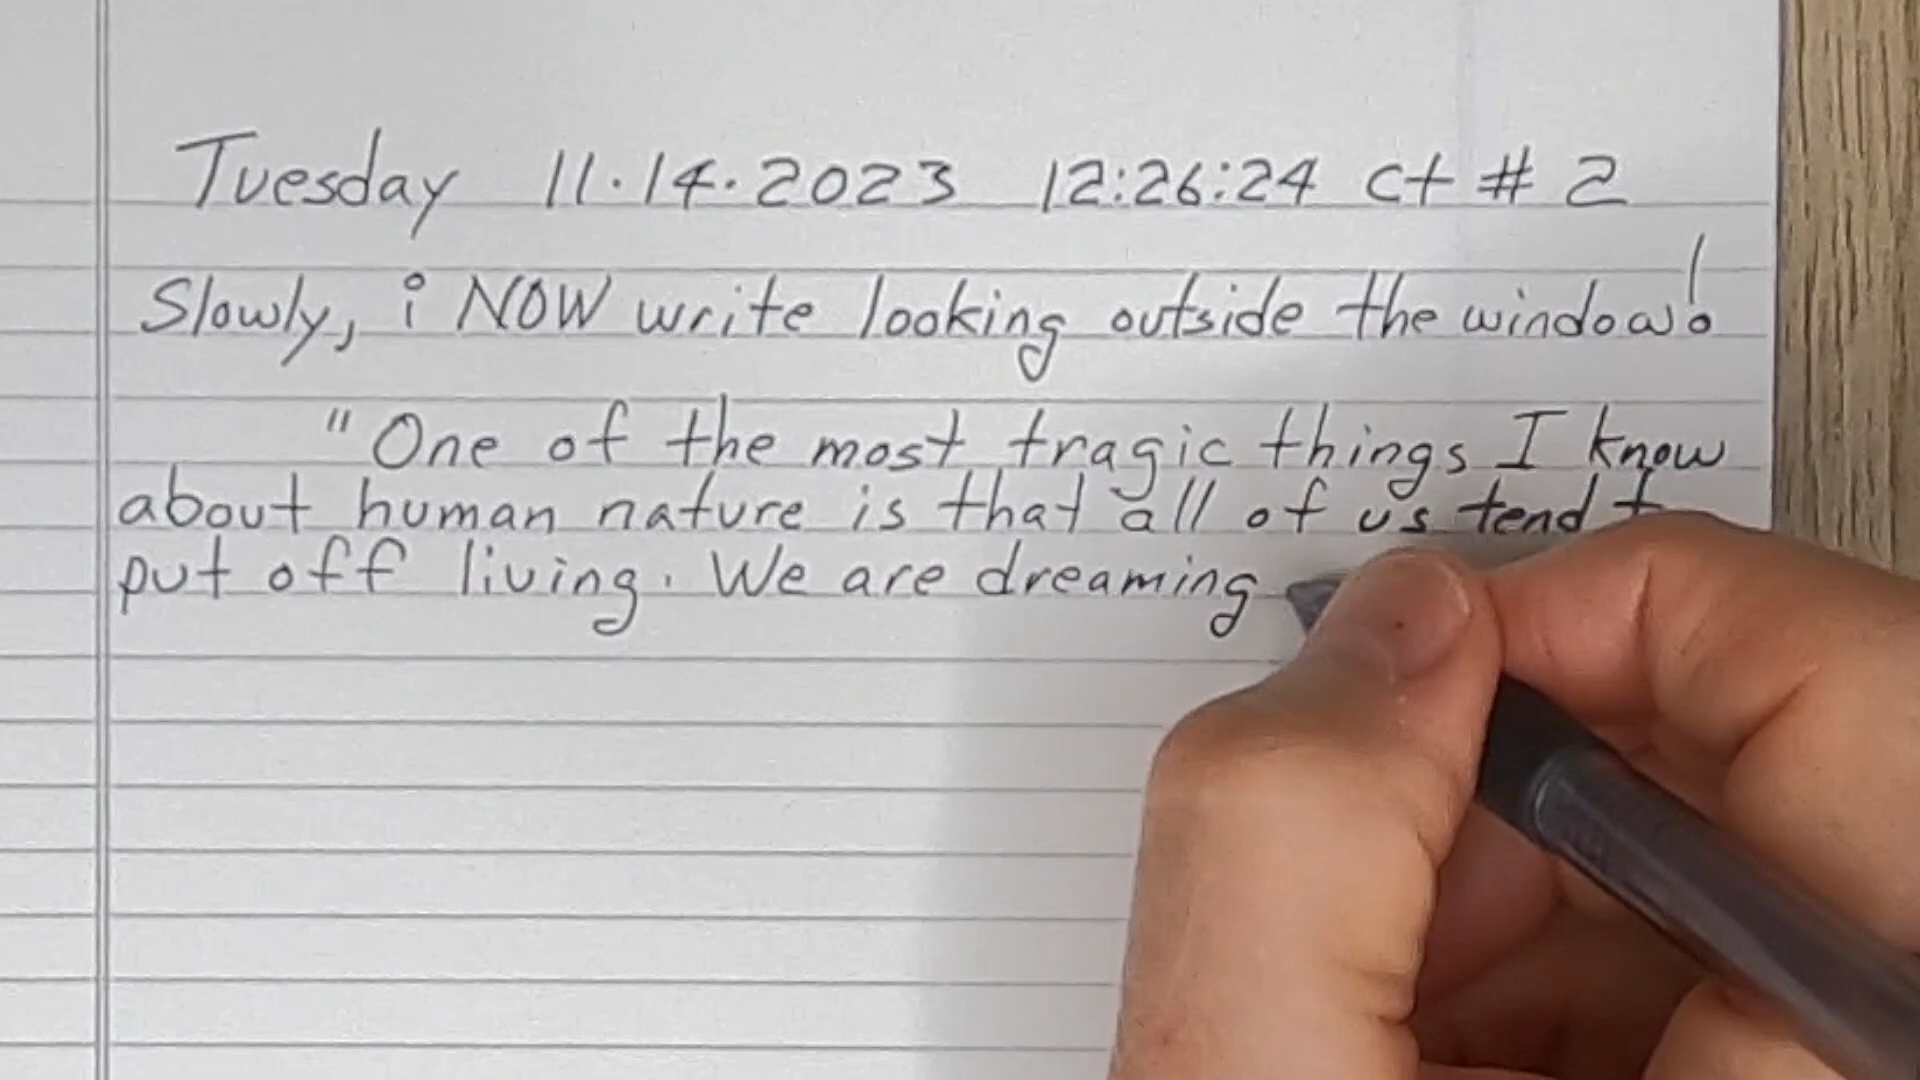 Tuesday 11.14.2023 12:26:24 ct # 2
Slowly, i NOW write looking outside the window!
"One of the most tragic things I know
about human nature is that all of us tend
put off living. We are dreaming